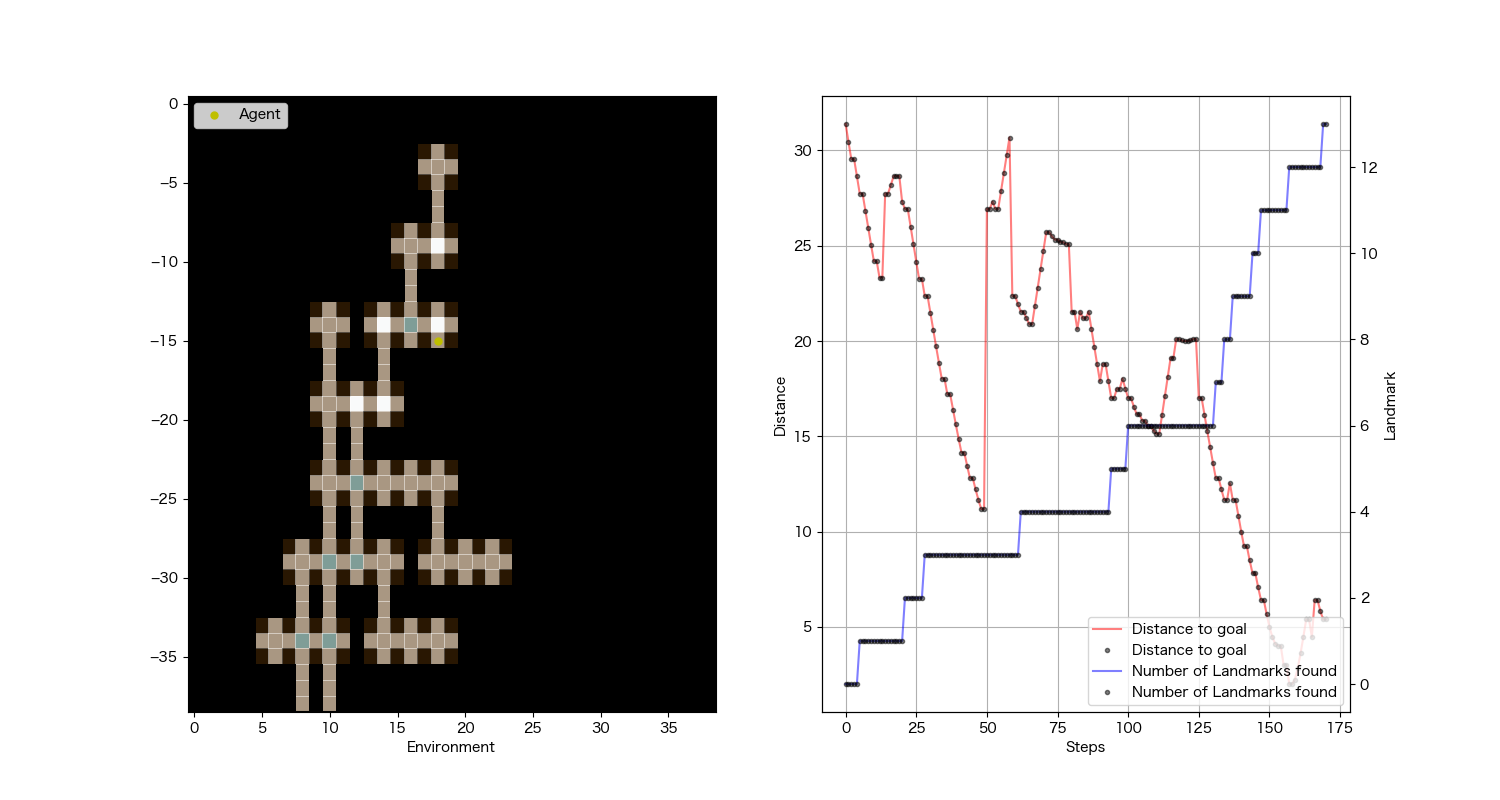 Agent
0
−5
−10
−15
−20
−25
−30
−35
0 5 10 15 20 25 30 35
Environment
30
25
20
15
10
5
Distance
12
10
8
6
4
2
0
Landmark
Distance to goal
Distance to goal
Number of Landmarks found
Number of Landmarks found
0 25 50 75 100 125 150 175
Steps